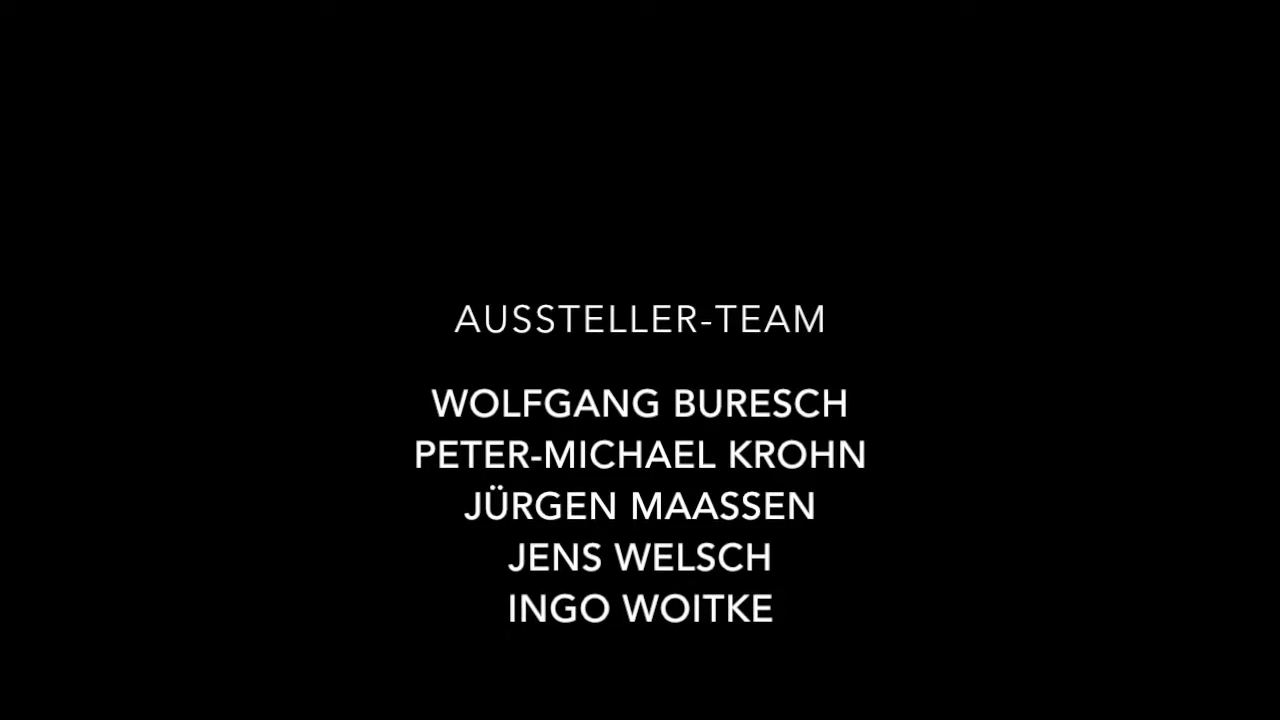 AUSSTELLER-TEAM
WOLFGANG BURESCH
PETER-MICHAEL KROHN
JÜRGEN MAASSEN
JENS WELSCH
INGO WOITKE